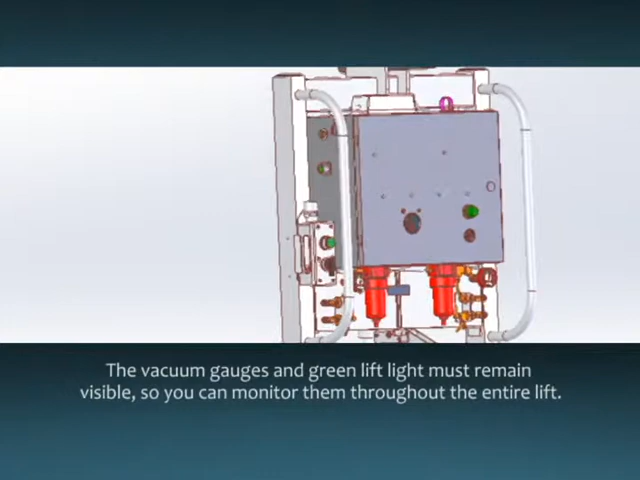 The vacuum gauges and green lift light must remain
visible, so you can monitor them throughout the entire lift.